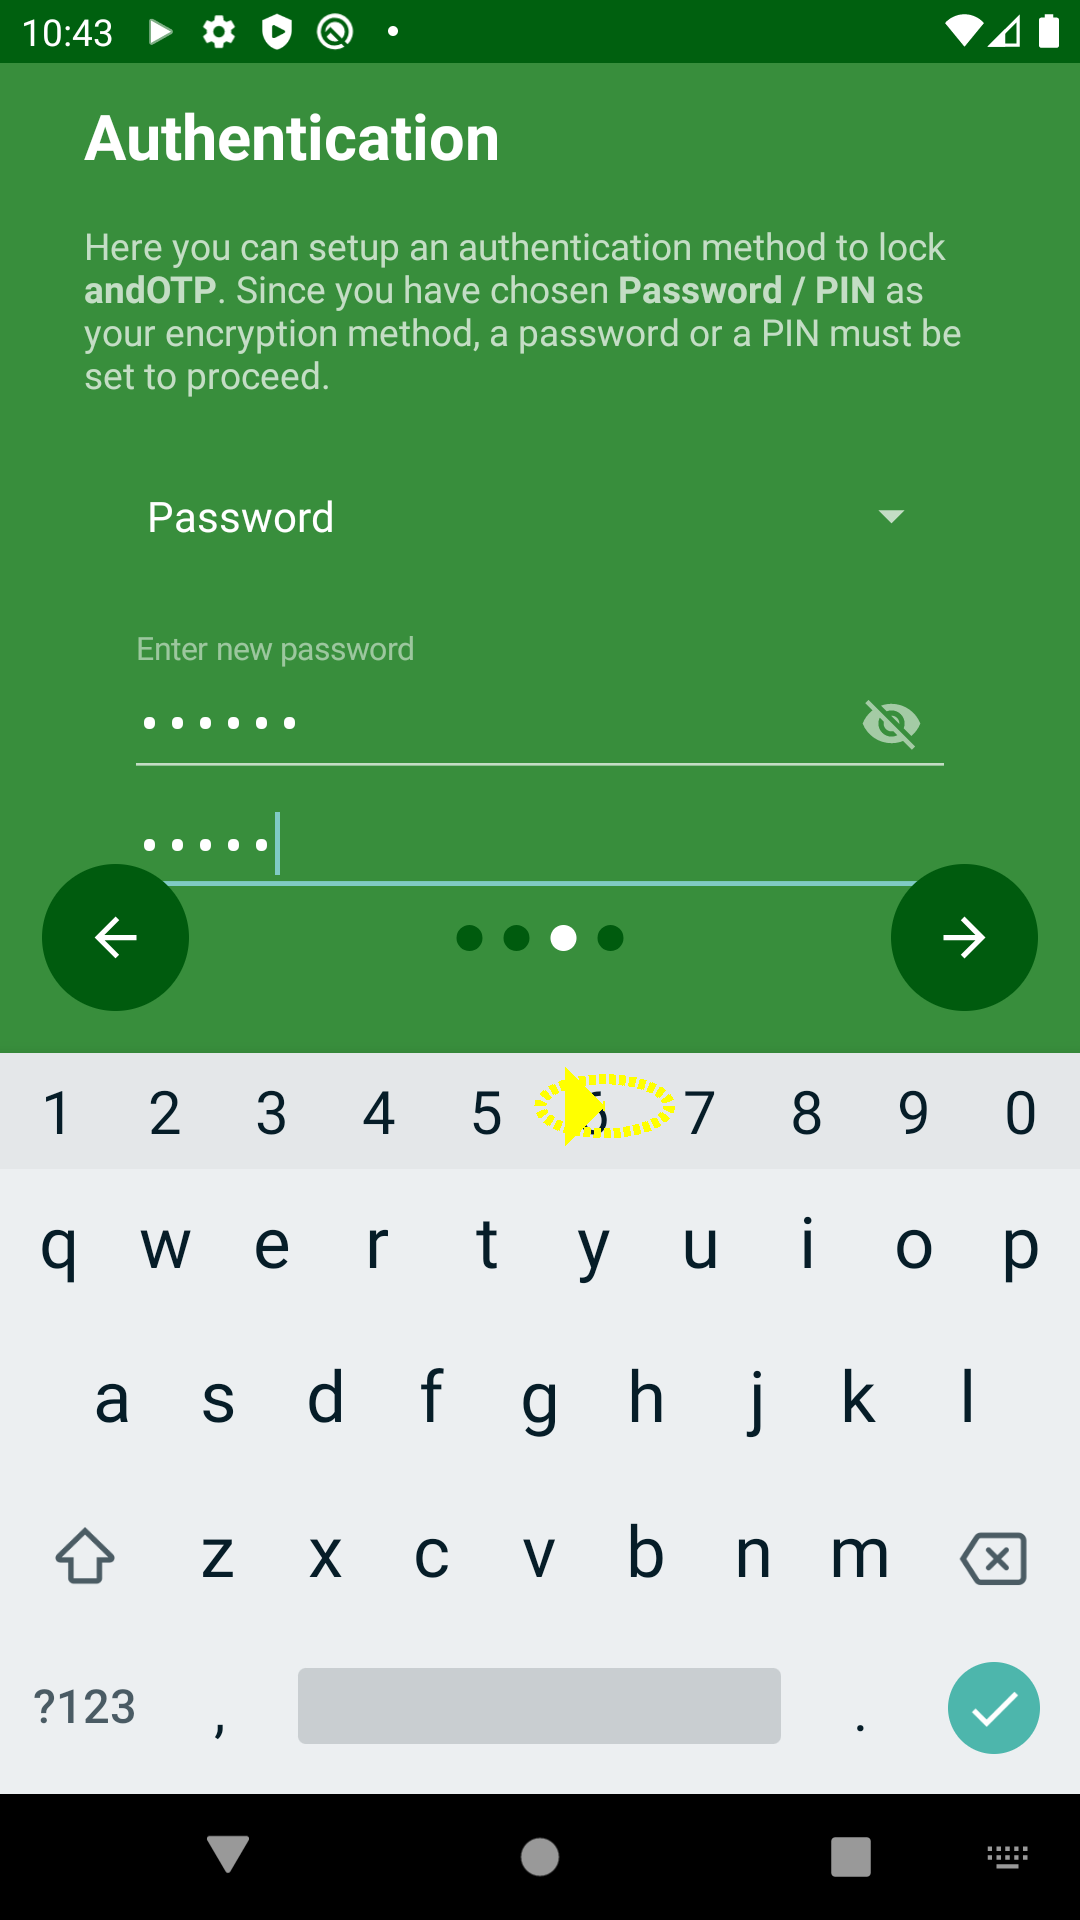 10:43
Authentication
Here you can setup an authentication method to lock
andOTP. Since you have chosen Password / PIN as
your encryption method, a password or a PIN must be
set to proceed.
Password
Enter new password
1 2 3 4 5 6 7 8 9 0
q w e r t y u i o p
a s d f g h j k l
z x c v b n m
?123 , .